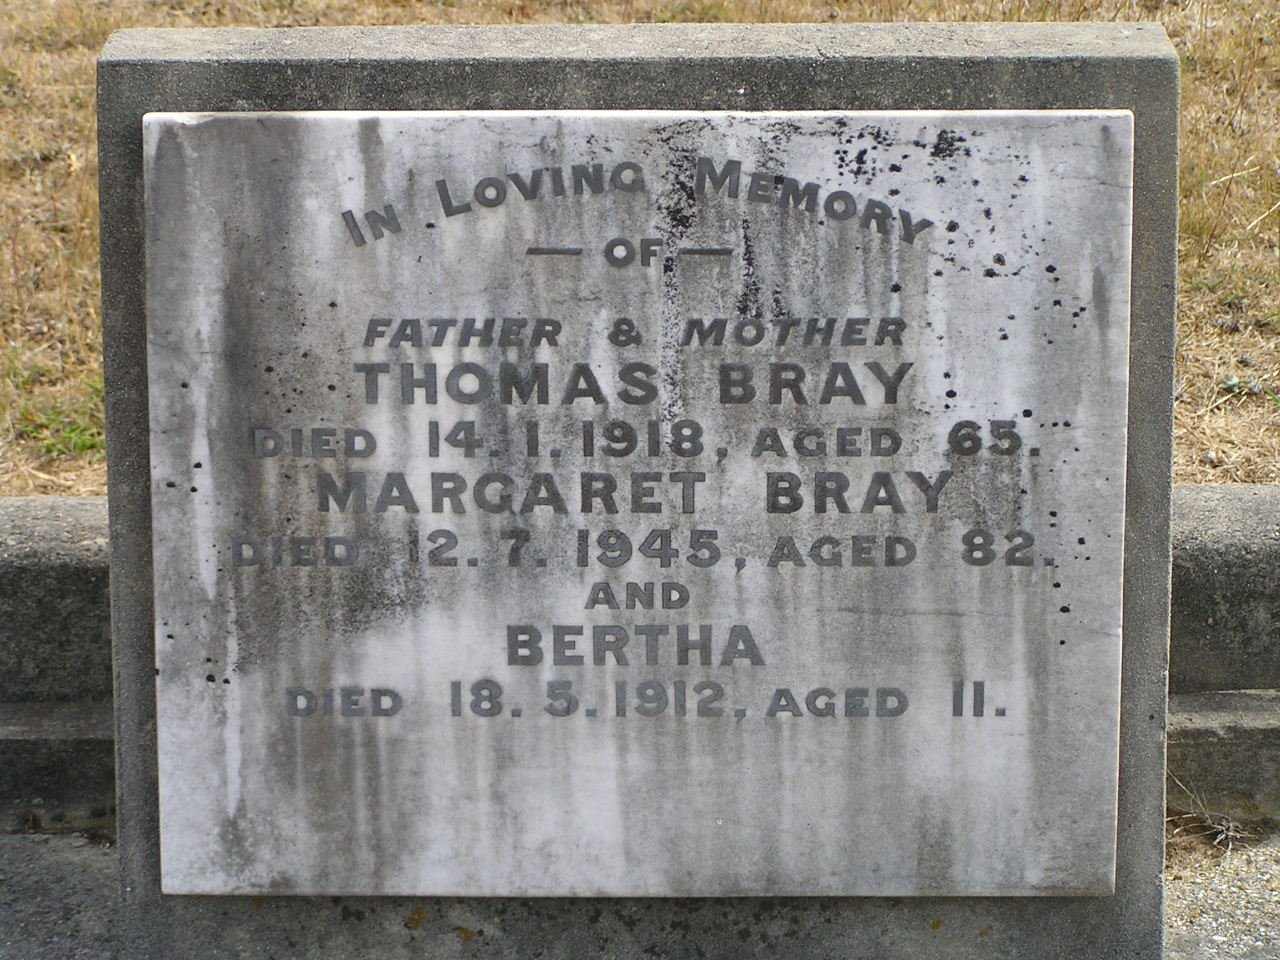 IN LOVING MEMORY
— OF —
FATHER & MOTHER
THOMAS BRAY
DIED 14. 1. 1918, AGED 65.
MARGARET BRAY
DIED 12. 7. 1945, AGED 82.
AND
BERTHA
DIED 18. 5. 1912, AGED 11.